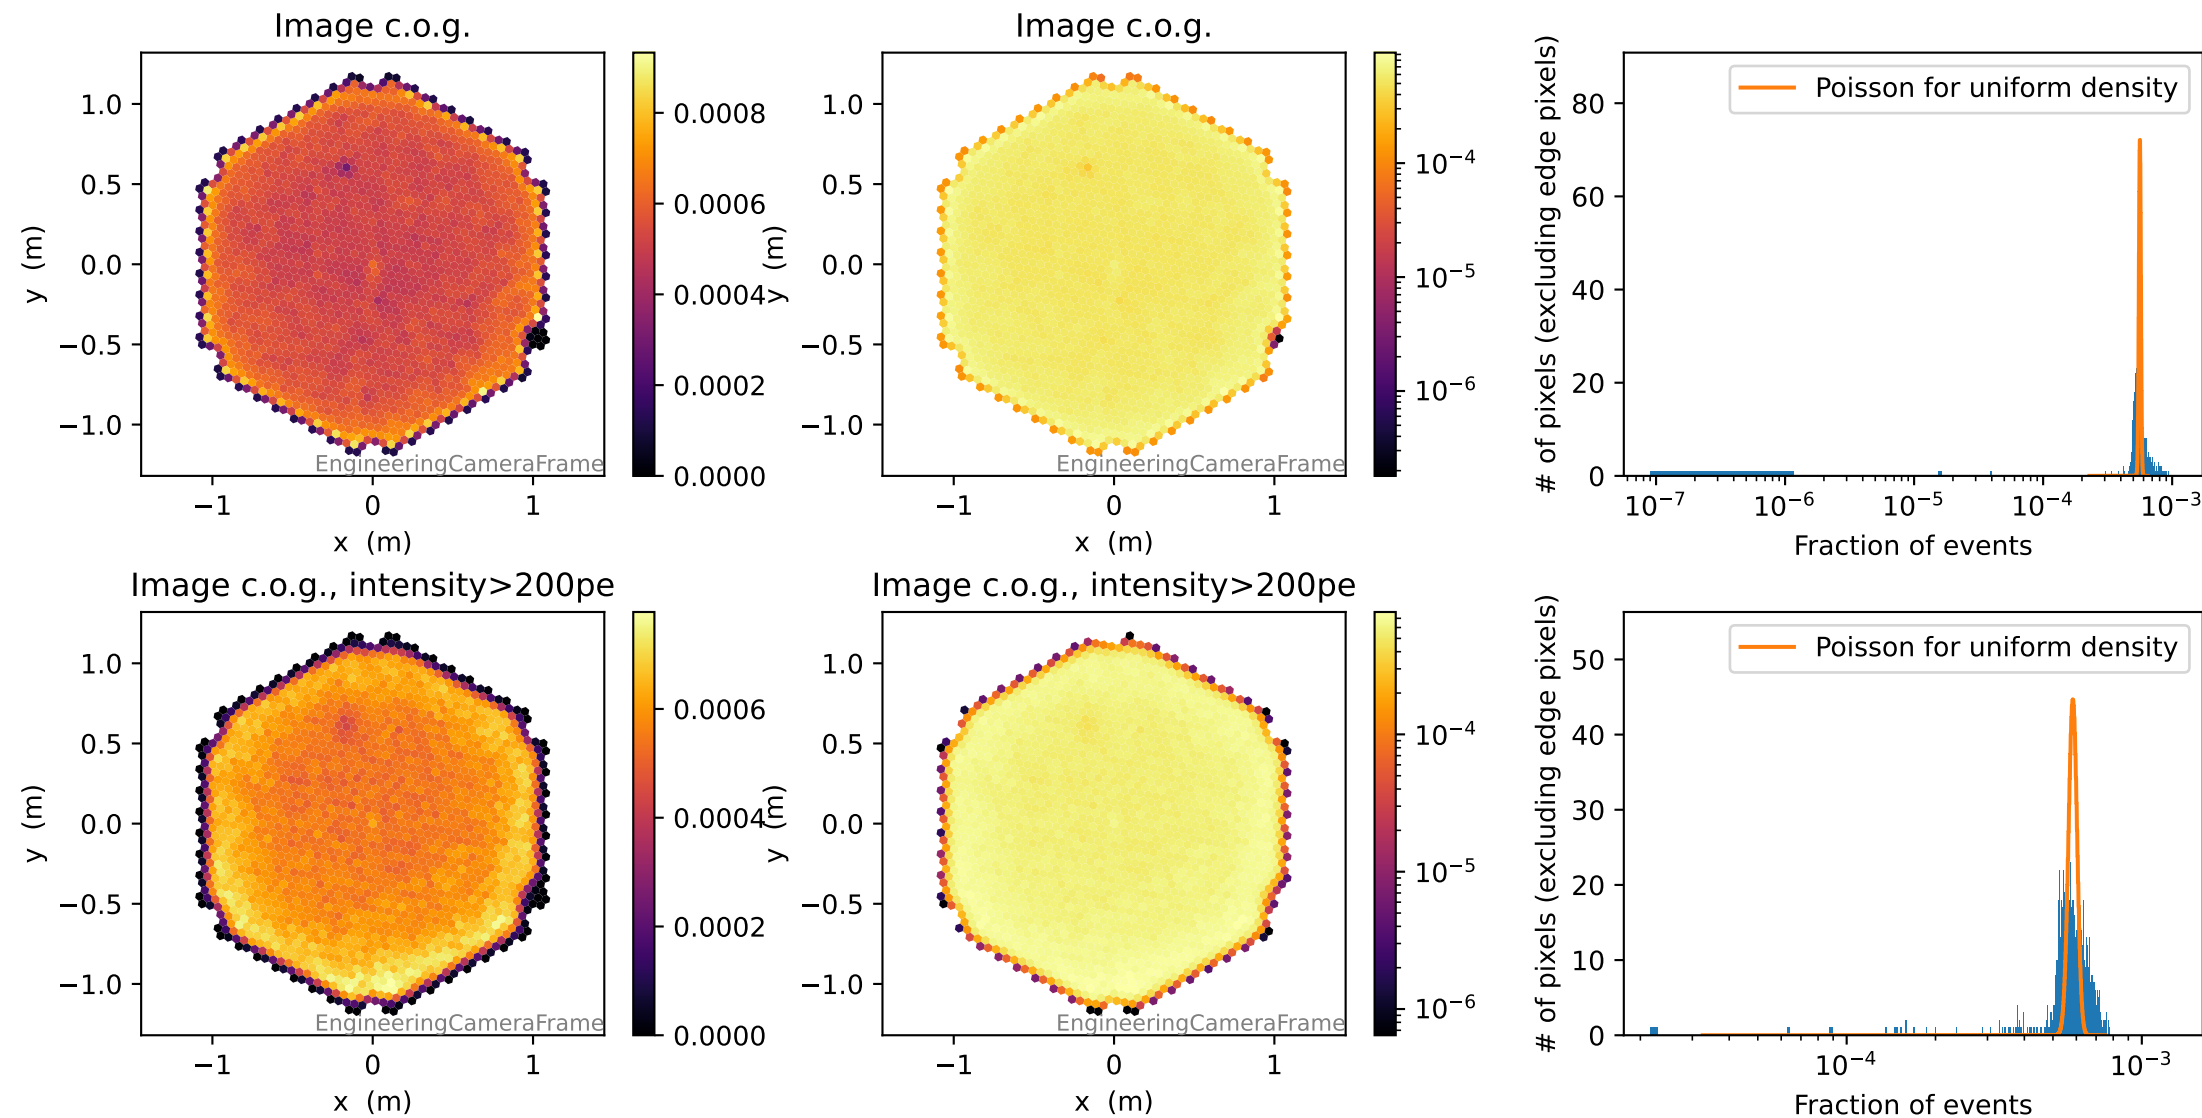 Image c.o.g.
y (m)
1.0
0.5
0.0
−0.5
−1.0
EngineeringCameraFrame
−1 0 1
x (m)
0.0008
0.0006
0.0004
0.0002
0.0000
Image c.o.g.
y (m)
1.0
0.5
0.0
−0.5
−1.0
EngineeringCameraFrame
−1 0 1
x (m)
10⁻⁴
10⁻⁵
10⁻⁶
# of pixels (excluding edge pixels)
80
60
40
20
0
Poisson for uniform density
10⁻⁷ 10⁻⁶ 10⁻⁵ 10⁻⁴ 10⁻³
Fraction of events
Image c.o.g., intensity>200pe
y (m)
1.0
0.5
0.0
−0.5
−1.0
EngineeringCameraFrame
−1 0 1
x (m)
0.0006
0.0004
0.0002
0.0000
Image c.o.g., intensity>200pe
y (m)
1.0
0.5
0.0
−0.5
−1.0
EngineeringCameraFrame
−1 0 1
x (m)
10⁻⁴
10⁻⁵
10⁻⁶
# of pixels (excluding edge pixels)
50
40
30
20
10
0
Poisson for uniform density
10⁻⁴ 10⁻³
Fraction of events